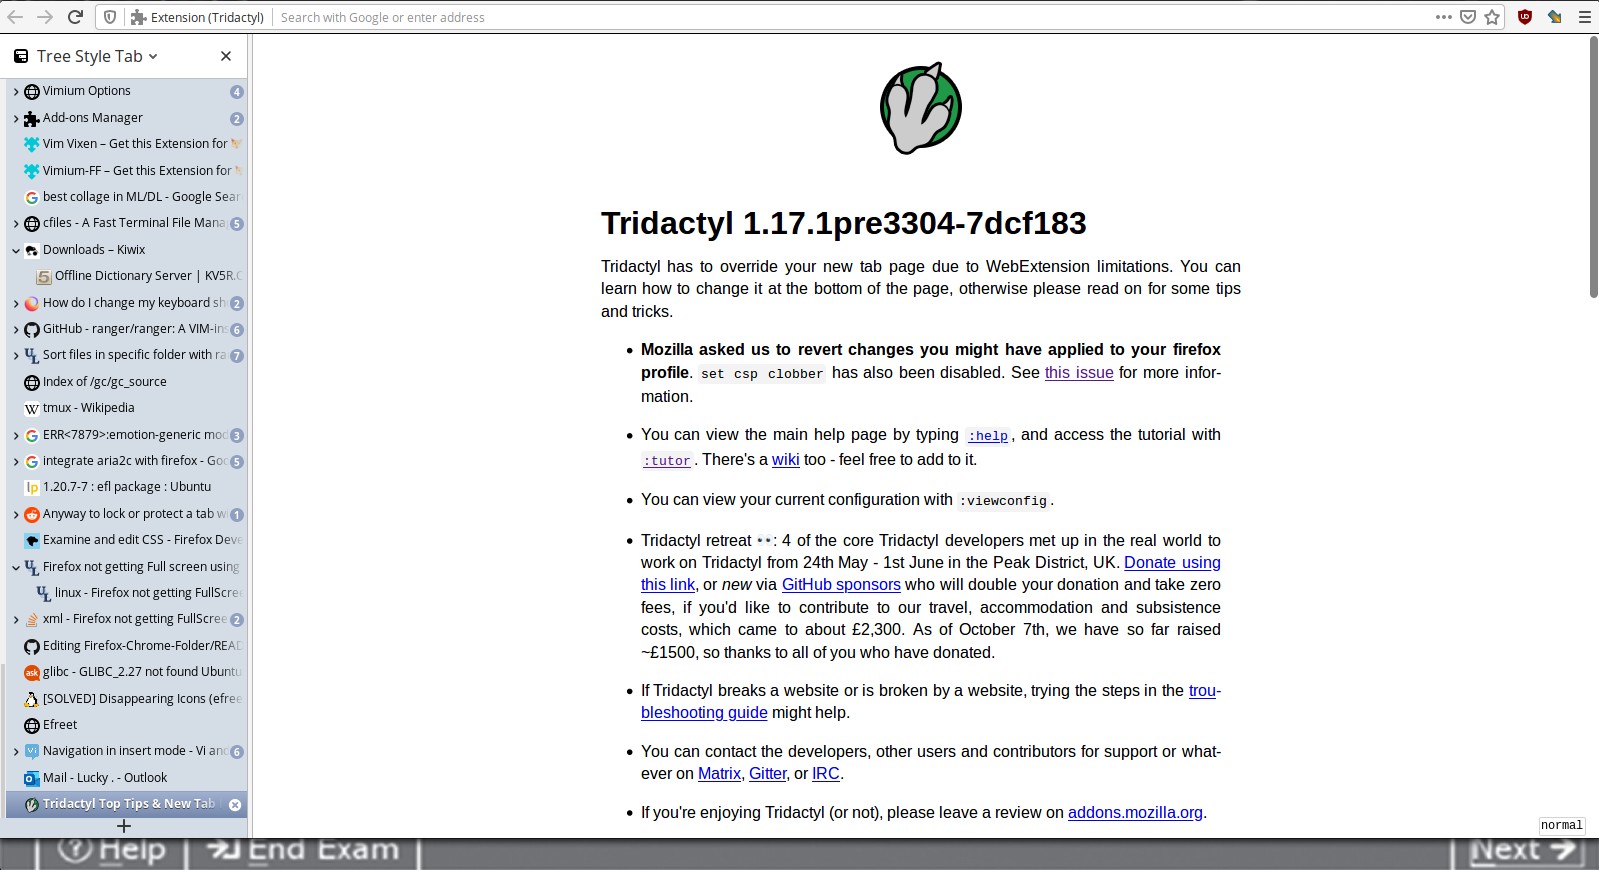 Extension (Tridactyl) Search with Google or enter address
Tree Style Tab
Vimium Options 4
Add-ons Manager 2
Vim Vixen – Get this Extension for
Vimium-FF – Get this Extension for
best collage in ML/DL - Google Sear
cfiles - A Fast Terminal File Mana 5
Downloads – Kiwix
Offline Dictionary Server | KV5R.C
How do I change my keyboard sh 2
GitHub - ranger/ranger: A VIM-ins 6
Sort files in specific folder with ra 7
Index of /gc/gc_source
tmux - Wikipedia
ERR<7879>:emotion-generic mod 3
integrate aria2c with firefox - Goo 5
1.20.7-7 : efl package : Ubuntu
Anyway to lock or protect a tab w 1
Examine and edit CSS - Firefox Deve
Firefox not getting Full screen using
linux - Firefox not getting FullScree
xml - Firefox not getting FullScree 2
Editing Firefox-Chrome-Folder/READ
glibc - GLIBC_2.27 not found Ubuntu
[SOLVED] Disappearing Icons (efree
Efreet
Navigation in insert mode - Vi and 6
Mail - Lucky . - Outlook
Tridactyl Top Tips & New Tab
Tridactyl 1.17.1pre3304-7dcf183
Tridactyl has to override your new tab page due to WebExtension limitations. You can
learn how to change it at the bottom of the page, otherwise please read on for some tips
and tricks.
Mozilla asked us to revert changes you might have applied to your firefox
profile. set csp clobber has also been disabled. See this issue for more infor-
mation.
You can view the main help page by typing :help, and access the tutorial with
:tutor. There's a wiki too - feel free to add to it.
You can view your current configuration with :viewconfig.
Tridactyl retreat 👀: 4 of the core Tridactyl developers met up in the real world to
work on Tridactyl from 24th May - 1st June in the Peak District, UK. Donate using
this link, or new via GitHub sponsors who will double your donation and take zero
fees, if you'd like to contribute to our travel, accommodation and subsistence
costs, which came to about £2,300. As of October 7th, we have so far raised
~£1500, so thanks to all of you who have donated.
If Tridactyl breaks a website or is broken by a website, trying the steps in the trou-
bleshooting guide might help.
You can contact the developers, other users and contributors for support or what-
ever on Matrix, Gitter, or IRC.
If you're enjoying Tridactyl (or not), please leave a review on addons.mozilla.org.
normal
Help End Exam Next